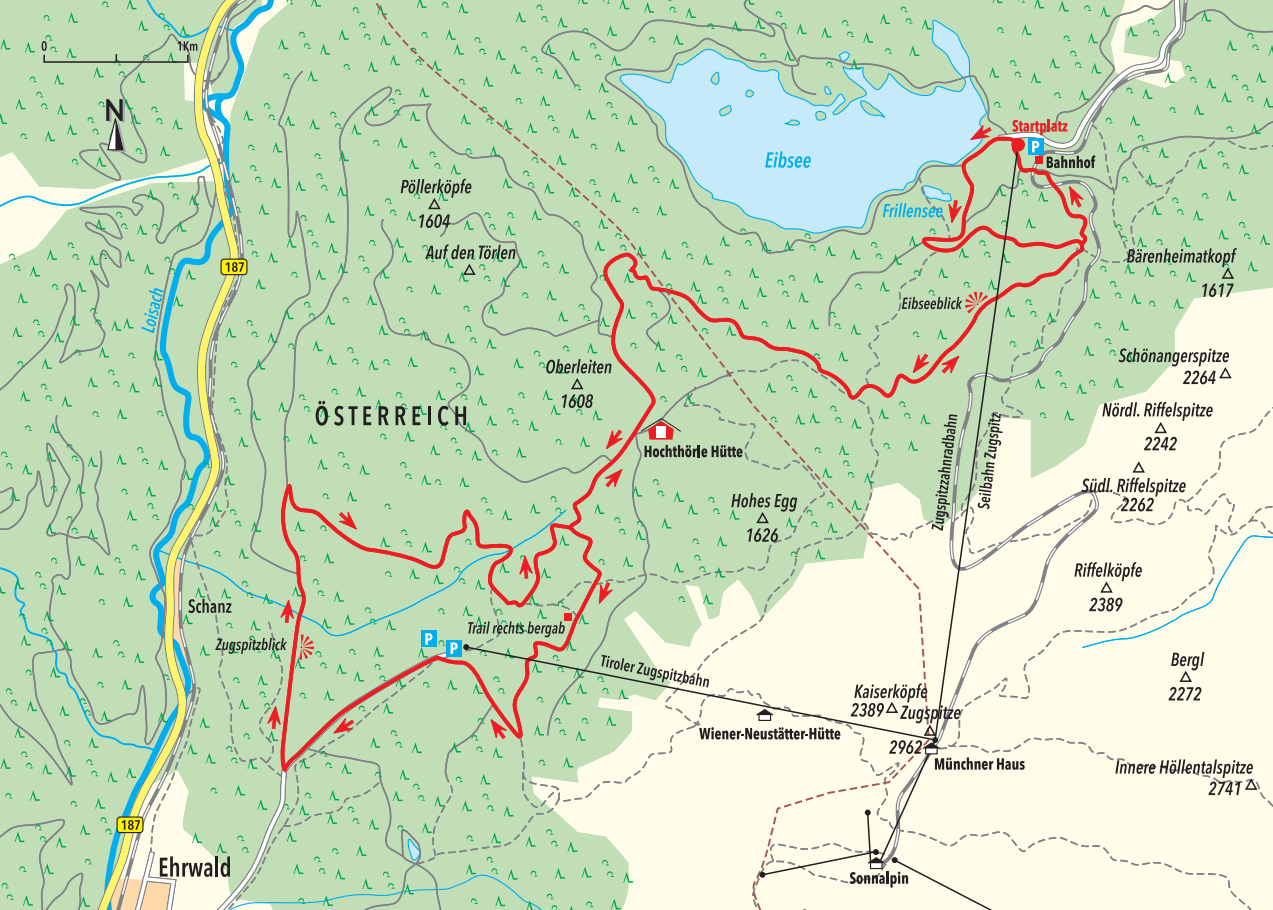 0 1Km
N
Startplatz
P
Bahnhof
Eibsee
Pöllerköpfe
1604
Frillensee
Auf den Törlen
187
Bärenheimatkopf
1617
Loisach
Eibseeblick
Schönangerspitze
2264
Oberleiten
1608
ÖSTERREICH
Nördl. Riffelspitze
2242
Hochthörle Hütte
Zugspitzzahnradbahn
Seilbahn Zugspitz
Südl. Riffelspitze
2262
Hohes Egg
1626
Riffelköpfe
2389
Schanz
Trail rechts bergab
Zugspitzblick
P
P
Tiroler Zugspitzbahn
Bergl
2272
Kaiserköpfe
2389
Zugspitze
2962
Wiener-Neustätter-Hütte
Münchner Haus
Innere Höllentalspitze
2741
187
Ehrwald
Sonnalpin